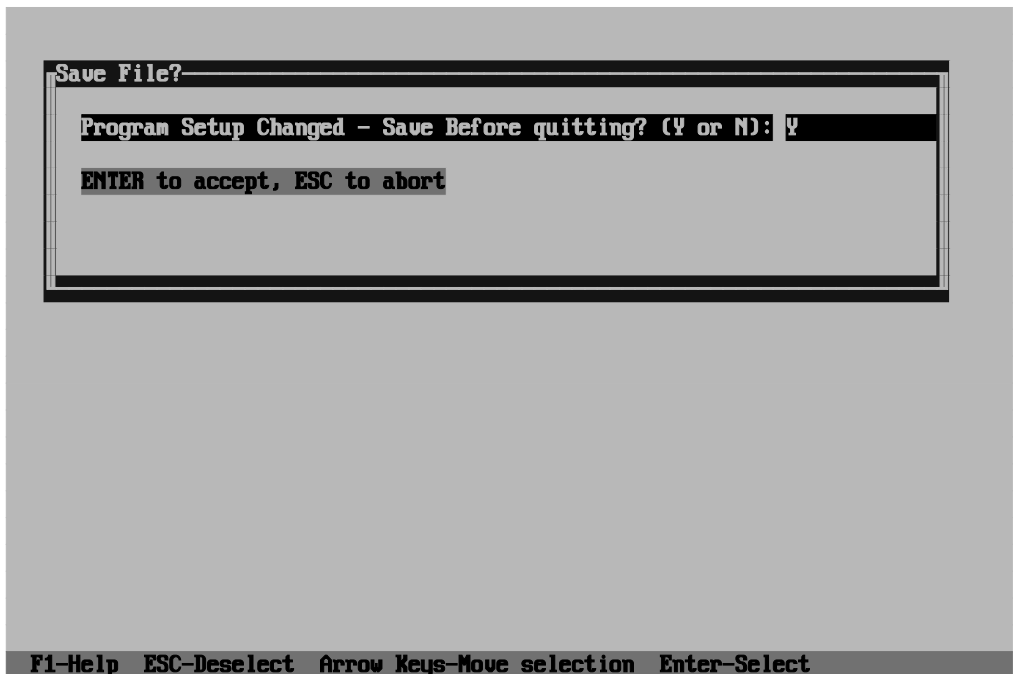 Save File?
Program Setup Changed - Save Before quitting? (Y or N): Y
ENTER to accept, ESC to abort
F1-Help ESC-Deselect Arrow Keys-Move selection Enter-Select